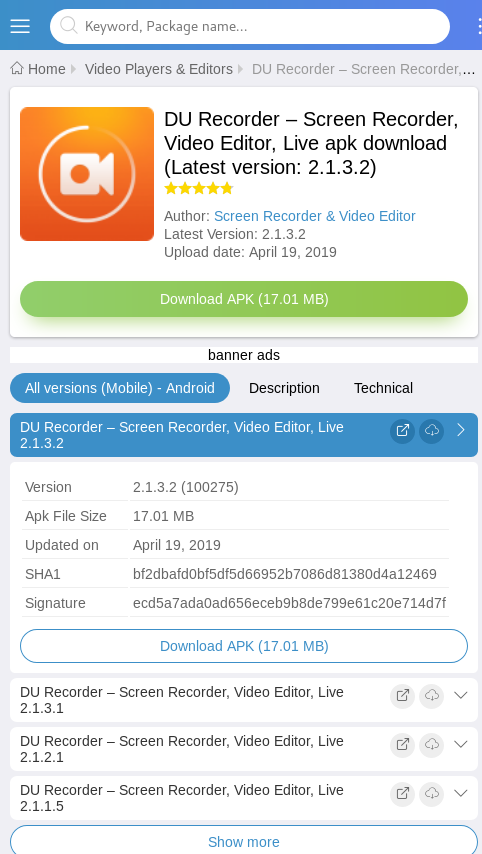 Keyword, Package name...
Home Video Players & Editors DU Recorder – Screen Recorder,...
DU Recorder – Screen Recorder,
Video Editor, Live apk download
(Latest version: 2.1.3.2)
Author: Screen Recorder & Video Editor
Latest Version: 2.1.3.2
Upload date: April 19, 2019
Download APK (17.01 MB)
banner ads
All versions (Mobile) - Android Description Technical
DU Recorder – Screen Recorder, Video Editor, Live
2.1.3.2
Version 2.1.3.2 (100275)
Apk File Size 17.01 MB
Updated on April 19, 2019
SHA1 bf2dbafd0bf5df5d66952b7086d81380d4a12469
Signature ecd5a7ada0ad656eceb9b8de799e61c20e714d7f
Download APK (17.01 MB)
DU Recorder – Screen Recorder, Video Editor, Live
2.1.3.1
DU Recorder – Screen Recorder, Video Editor, Live
2.1.2.1
DU Recorder – Screen Recorder, Video Editor, Live
2.1.1.5
Show more